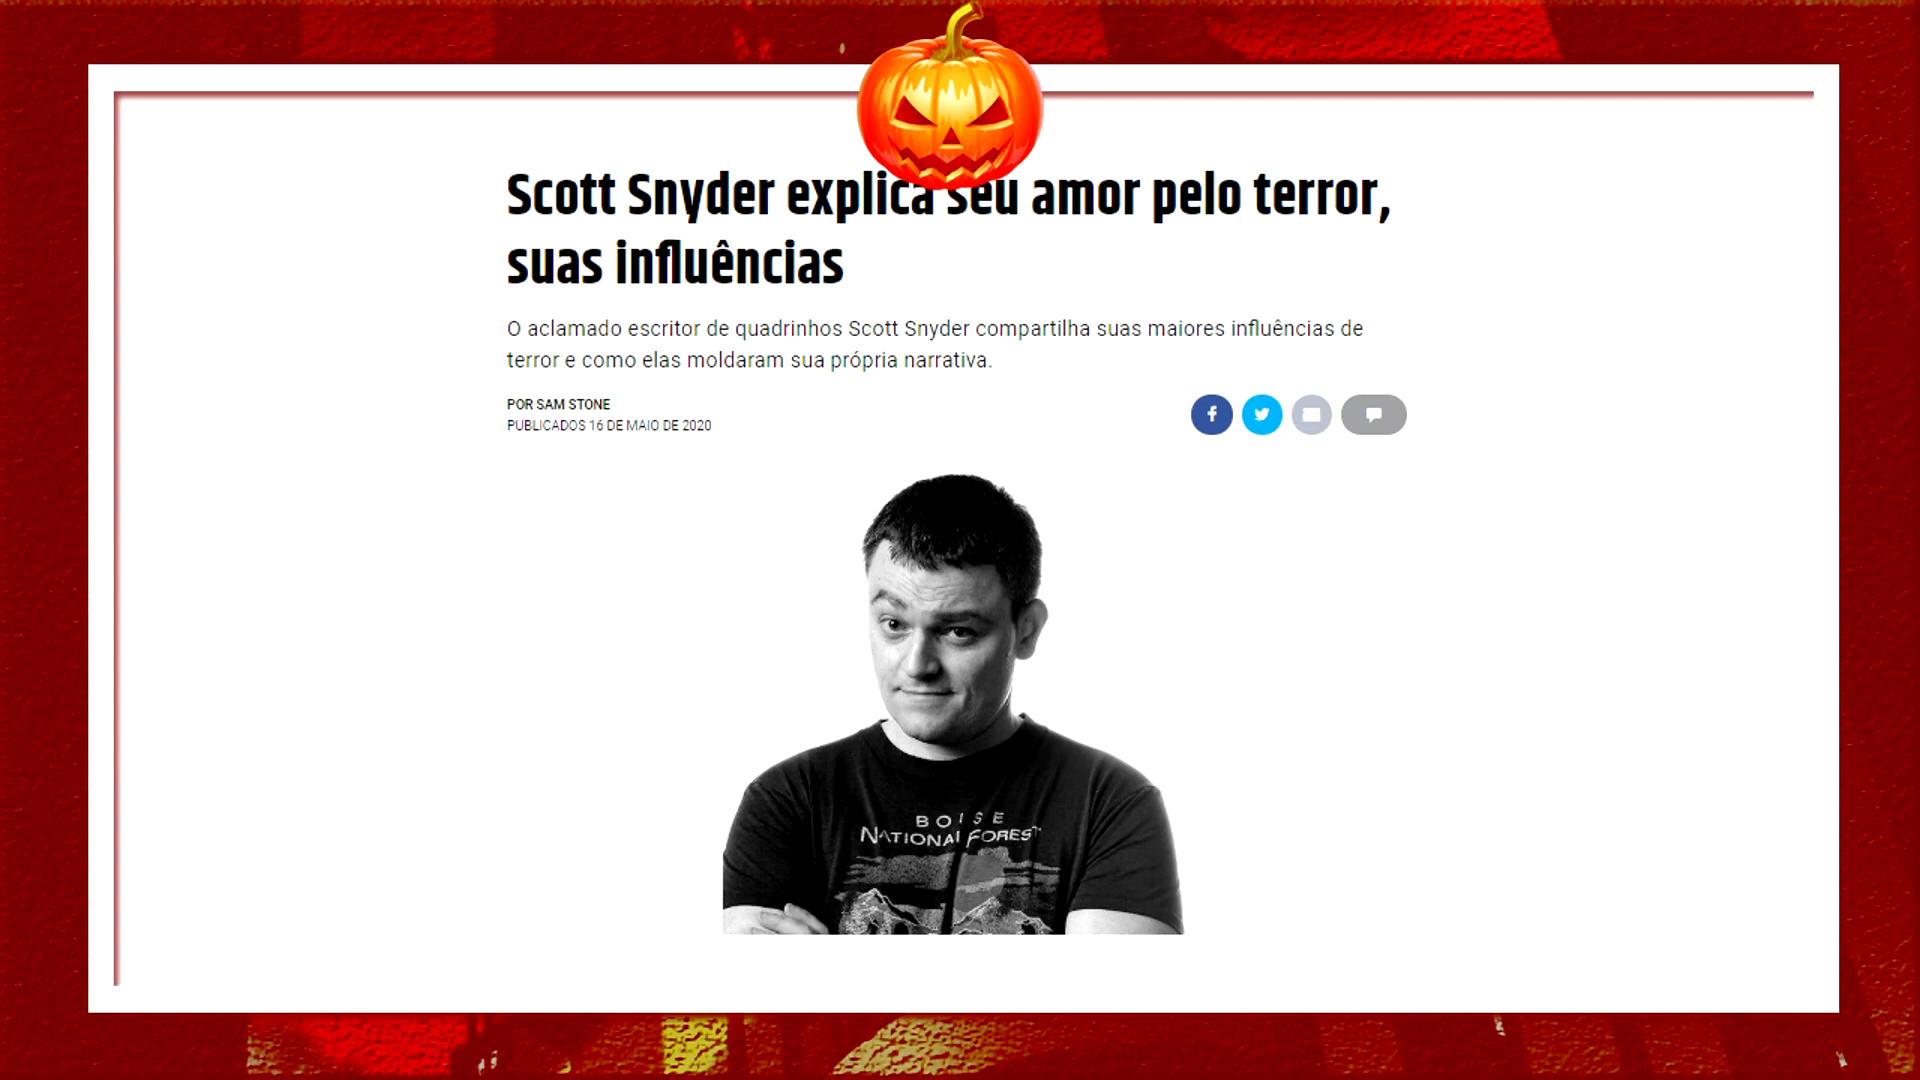 Scott Snyder explica seu amor pelo terror,
suas influências
O aclamado escritor de quadrinhos Scott Snyder compartilha suas maiores influências de
terror e como elas moldaram sua própria narrativa.
POR SAM STONE
PUBLICADOS 16 DE MAIO DE 2020
BOISE
NATIONAL FOREST